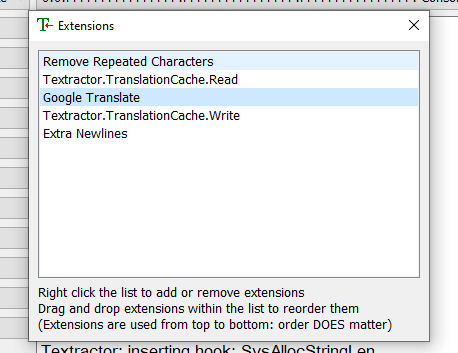 Extensions
Remove Repeated Characters
Textractor.TranslationCache.Read
Google Translate
Textractor.TranslationCache.Write
Extra Newlines
Right click the list to add or remove extensions
Drag and drop extensions within the list to reorder them
(Extensions are used from top to bottom: order DOES matter)
Textractor: inserting hook: SysAllocStringLen